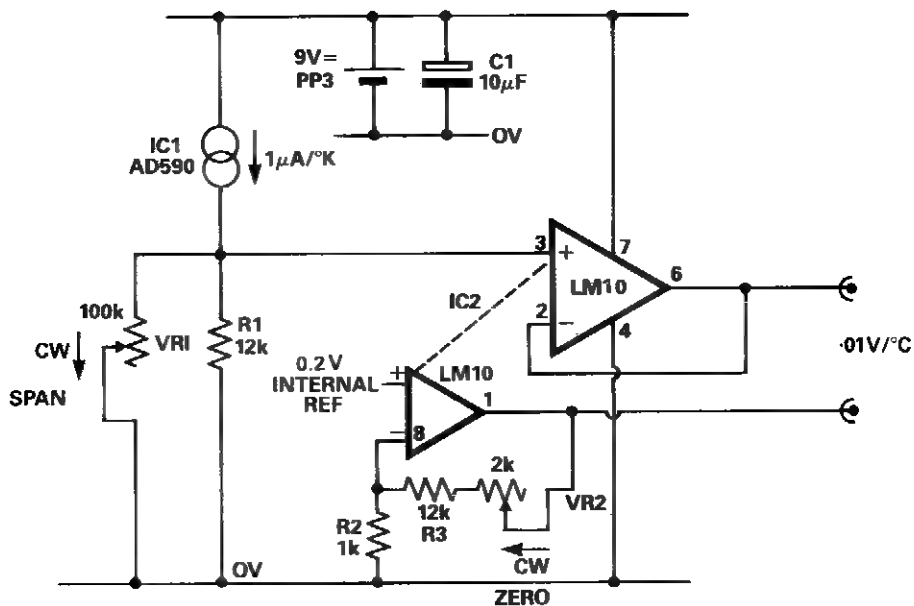 9V=
PP3
C1
10µF
0V
IC1
AD590
1µA/°K
3
+
7
LM10
6
2
−
4
IC2
100k
CW
VR1
SPAN
R1
12k
·01V/°C
0.2V
INTERNAL
REF
+
LM10
1
−
8
2k
12k
R3
VR2
R2
1k
CW
0V
ZERO